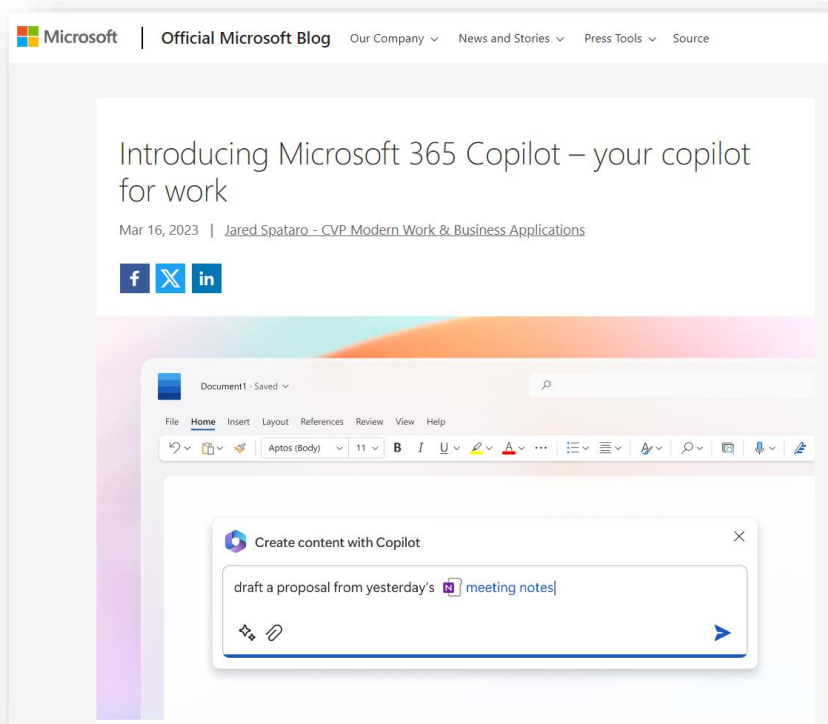 Microsoft | Official Microsoft Blog Our Company News and Stories Press Tools Source
Introducing Microsoft 365 Copilot – your copilot
for work
Mar 16, 2023 | Jared Spataro - CVP Modern Work & Business Applications
f X in
Document1 · Saved
File Home Insert Layout References Review View Help
Aptos (Body) 11 B I U A ...
Create content with Copilot
draft a proposal from yesterday's N meeting notes